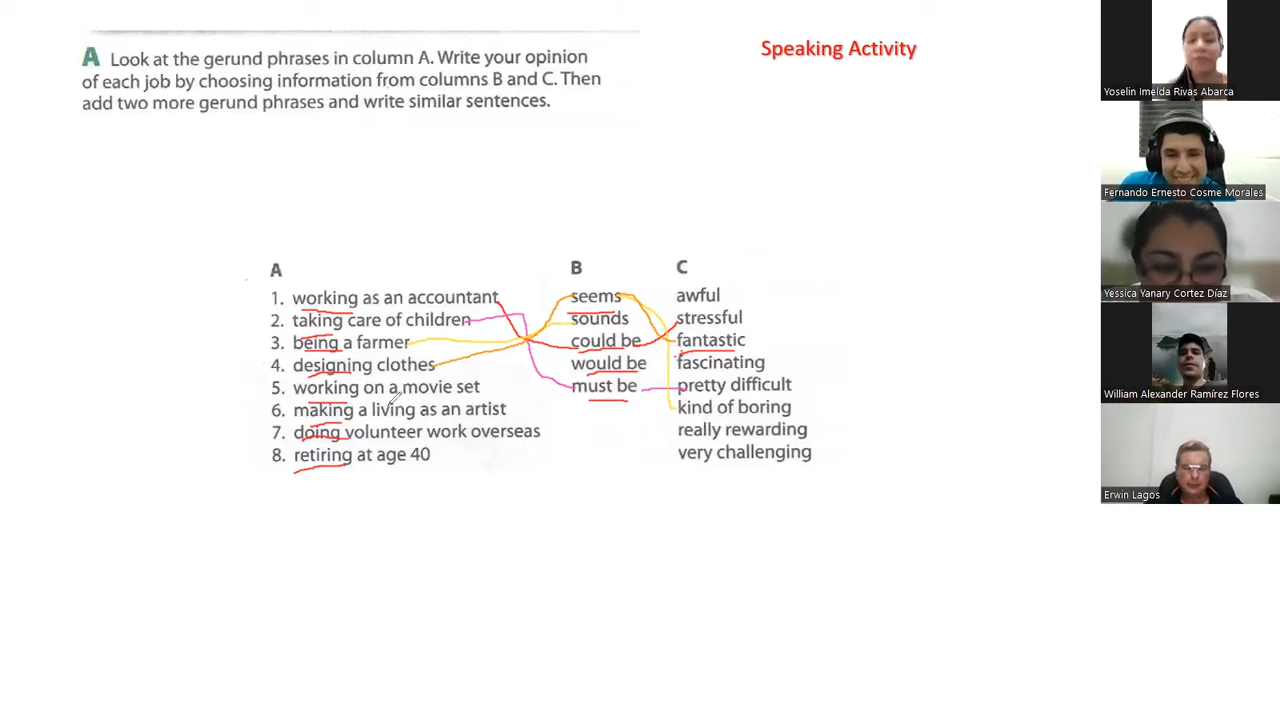 Speaking Activity
A Look at the gerund phrases in column A. Write your opinion
of each job by choosing information from columns B and C. Then
add two more gerund phrases and write similar sentences.
A
1. working as an accountant
2. taking care of children
3. being a farmer
4. designing clothes
5. working on a movie set
6. making a living as an artist
7. doing volunteer work overseas
8. retiring at age 40
B
seems
sounds
could be
would be
must be
C
awful
stressful
fantastic
fascinating
pretty difficult
kind of boring
really rewarding
very challenging
Yoselin Imelda Rivas Abarca
Fernando Ernesto Cosme Morales
Yessica Yanary Cortez Díaz
William Alexander Ramírez Flores
Erwin Lagos